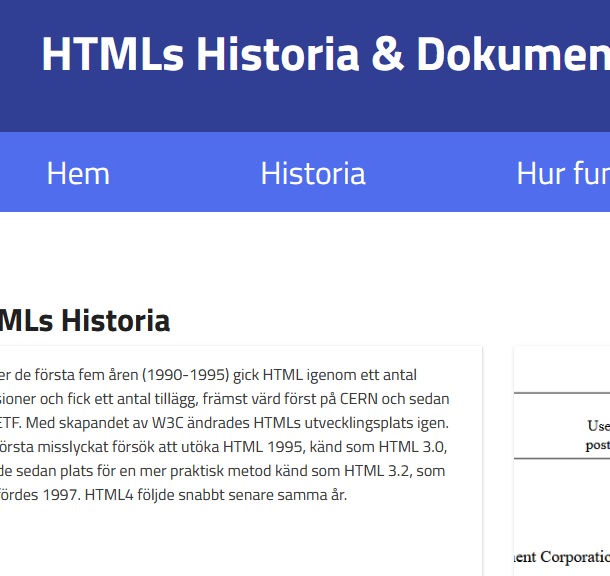 HTMLs Historia & Dokumen
Hem Historia Hur fur
MLs Historia
er de första fem åren (1990-1995) gick HTML igenom ett antal
sioner och fick ett antal tillägg, främst värd först på CERN och sedan
ETF. Med skapandet av W3C ändrades HTMLs utvecklingsplats igen.
örsta misslyckat försök att utöka HTML 1995, känd som HTML 3.0,
de sedan plats för en mer praktisk metod känd som HTML 3.2, som
fördes 1997. HTML4 följde snabbt senare samma år.
Use
post
ent Corporatio